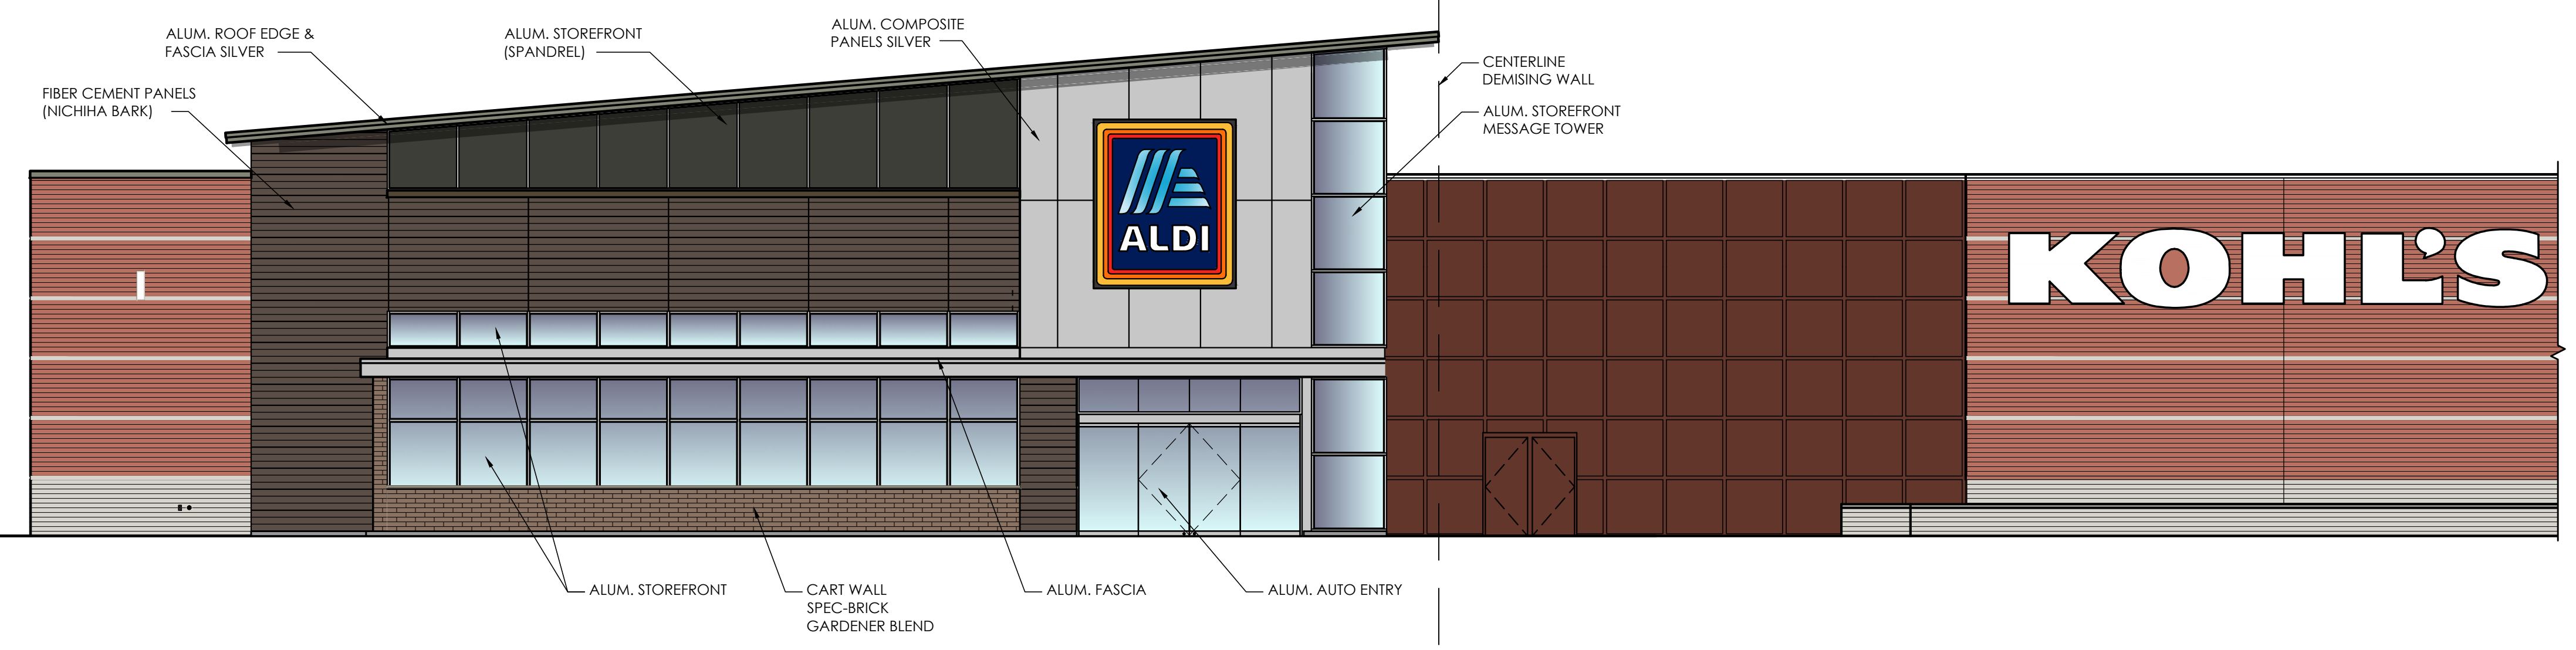 ALUM. ROOF EDGE &
FASCIA SILVER
ALUM. STOREFRONT
(SPANDREL)
ALUM. COMPOSITE
PANELS SILVER
CENTERLINE
DEMISING WALL
FIBER CEMENT PANELS
(NICHIHA BARK)
ALUM. STOREFRONT
MESSAGE TOWER
ALDI
KOHL'S
ALUM. STOREFRONT
CART WALL
SPEC-BRICK
GARDENER BLEND
ALUM. FASCIA
ALUM. AUTO ENTRY